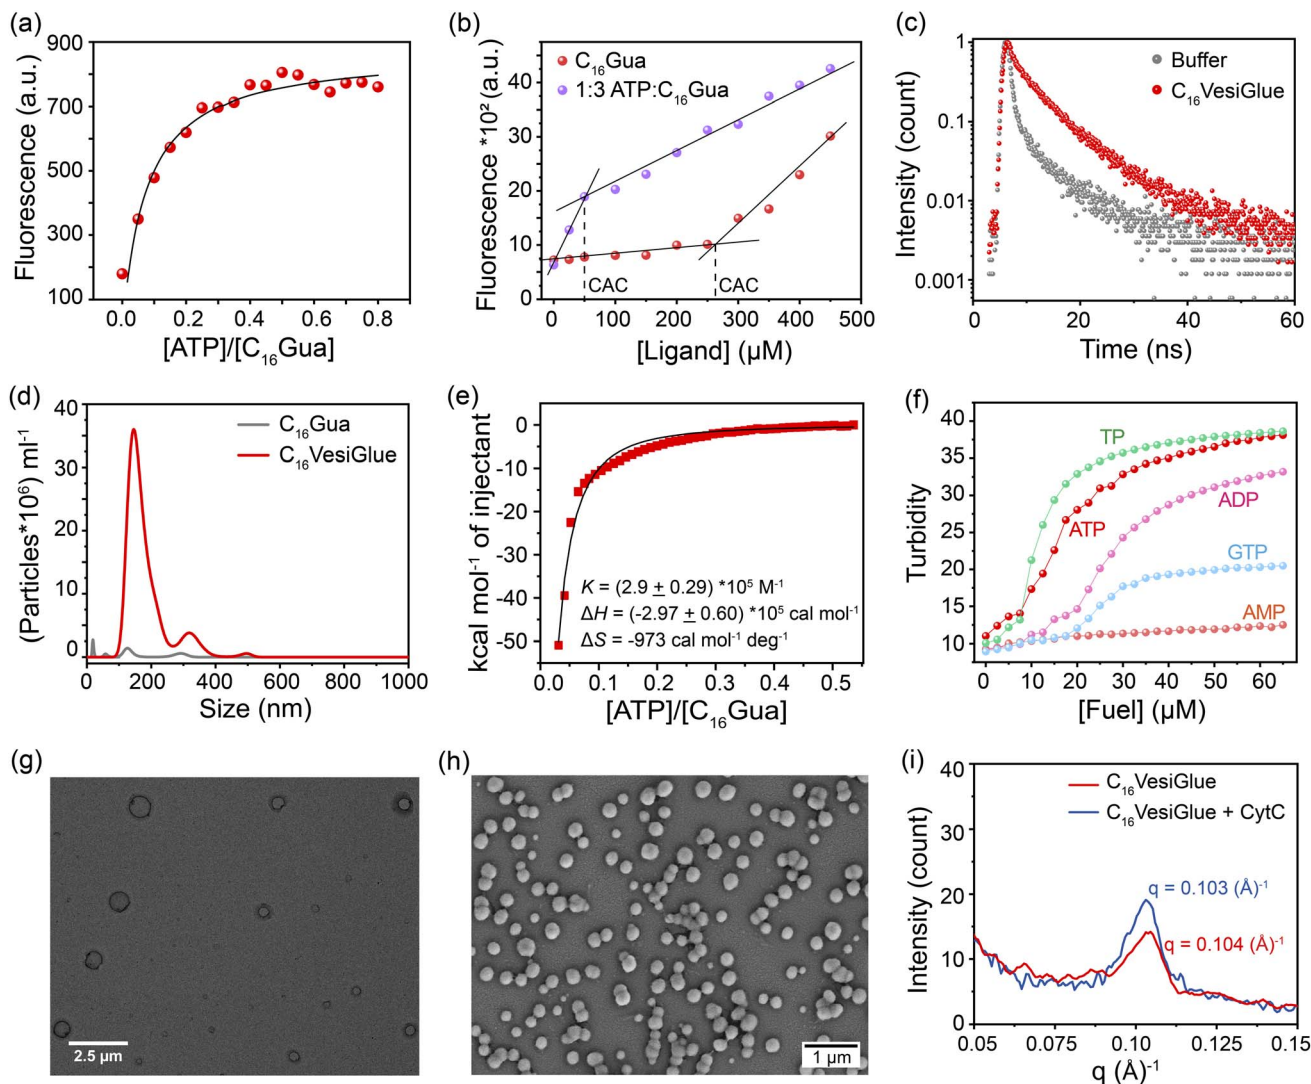 (a)
900
700
500
300
100
Fluorescence (a.u.)
0.0 0.2 0.4 0.6 0.8
[ATP]/[C₁₆Gua]
(b)
C₁₆Gua
1:3 ATP:C₁₆Gua
40
30
20
10
0
Fluorescence *10² (a.u.)
CAC CAC
0 100 200 300 400 500
[Ligand] (µM)
(c)
Buffer
C₁₆VesiGlue
1
0.1
0.01
0.001
Intensity (count)
20 40 60
Time (ns)
(d)
C₁₆Gua
C₁₆VesiGlue
40
35
20
10
0
(Particles*10⁶) ml⁻¹
0 200 400 600 800 1000
Size (nm)
(e)
0
-10
-20
-30
-40
-50
kcal mol⁻¹ of injectant
K = (2.9 ± 0.29) *10⁵ M⁻¹
ΔH = (-2.97 ± 0.60) *10⁵ cal mol⁻¹
ΔS = -973 cal mol⁻¹ deg⁻¹
0.0 0.1 0.2 0.3 0.4 0.5
[ATP]/[C₁₆Gua]
(f)
40
35
30
25
20
15
10
Turbidity
TP
ATP
ADP
GTP
AMP
0 10 20 30 40 50 60
[Fuel] (µM)
(g)
2.5 µm
(h)
1 µm
(i)
C₁₆VesiGlue
C₁₆VesiGlue + CytC
40
30
20
10
0
Intensity (count)
q = 0.103 (Å)⁻¹
q = 0.104 (Å)⁻¹
0.05 0.075 0.10 0.125 0.15
q (Å)⁻¹